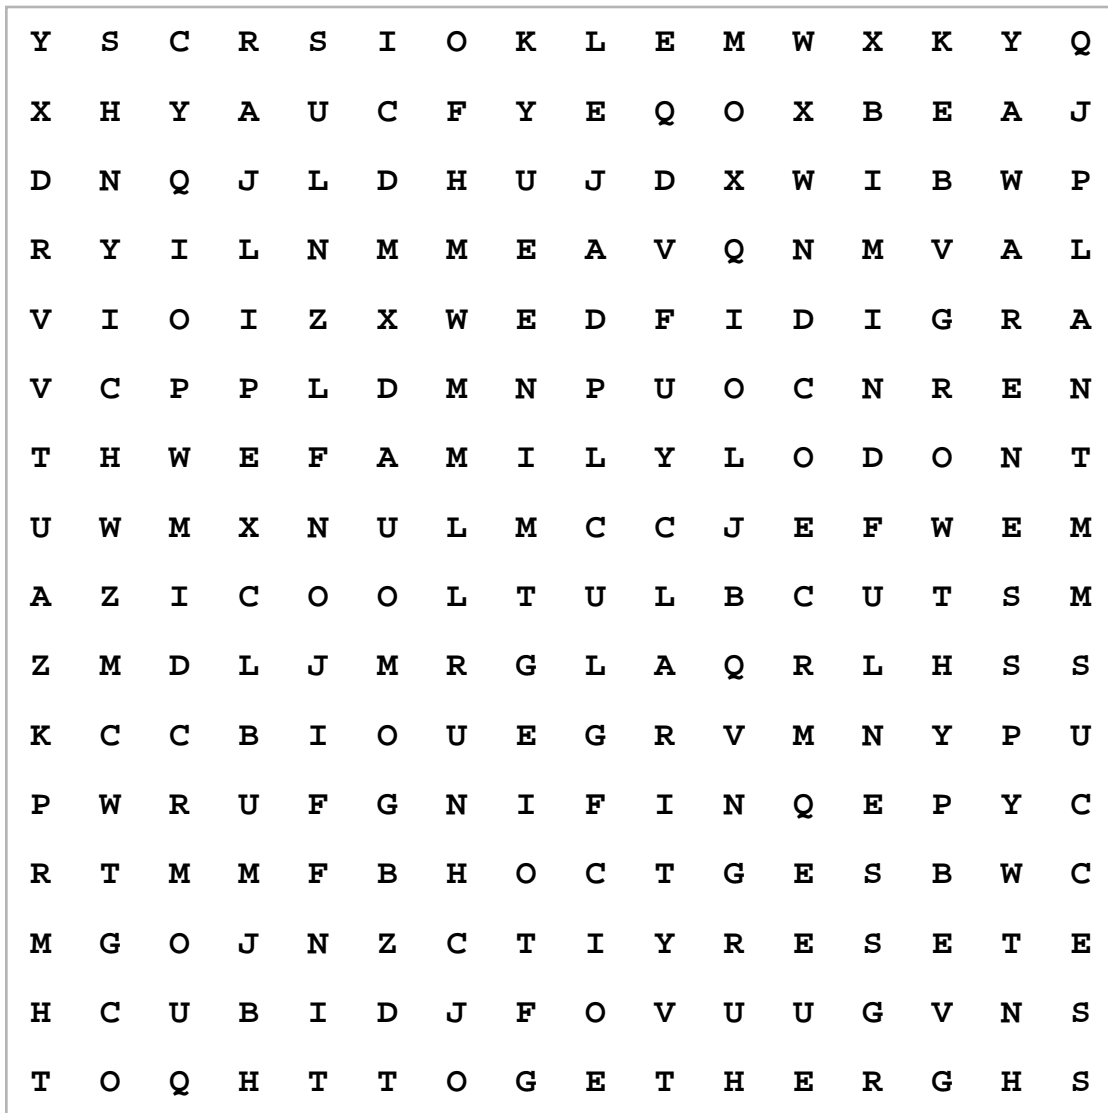 Y S C R S I O K L E M W X K Y Q
X H Y A U C F Y E Q O X B E A J
D N Q J L D H U J D X W I B W P
R Y I L N M M E A V Q N M V A L
V I O I Z X W E D F I D I G R A
V C P P L D M N P U O C N R E N
T H W E F A M I L Y L O D O N T
U W M X N U L M C C J E F W E M
A Z I C O O L T U L B C U T S M
Z M D L J M R G L A Q R L H S S
K C C B I O U E G R V M N Y P U
P W R U F G N I F I N Q E P Y C
R T M M F B H O C T G E S B W C
M G O J N Z C T I Y R E S E T E
H C U B I D J F O V U U G V N S
T O Q H T T O G E T H E R G H S